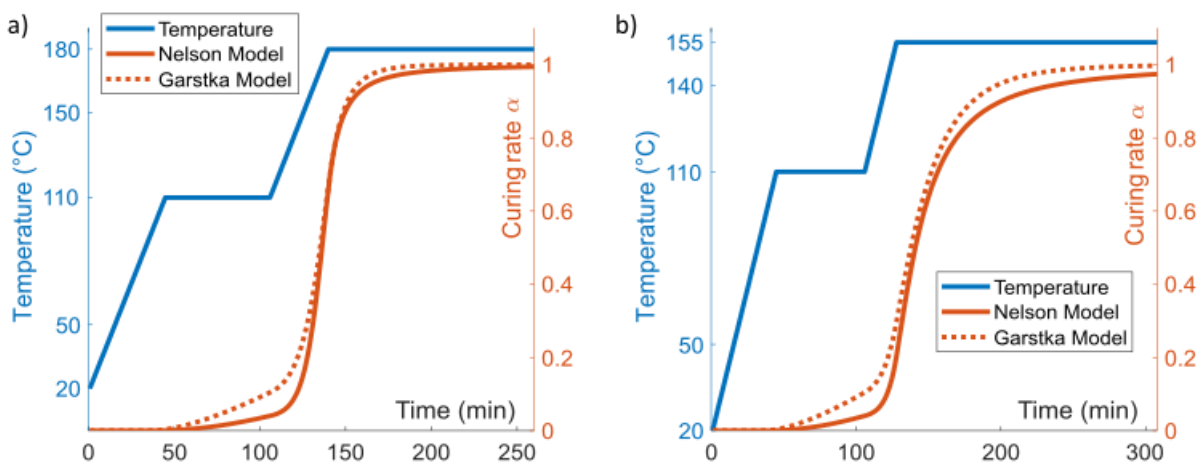 a)
Temperature
Nelson Model
Garstka Model
180
150
110
50
20
Temperature (°C)
1
0.8
0.6
0.4
0.2
0
Curing rate α
Time (min)
0 50 100 150 200 250
b)
155
140
110
50
20
Temperature (°C)
1
0.8
0.6
0.4
0.2
0
Curing rate α
Temperature
Nelson Model
Garstka Model
Time (min)
0 100 200 300